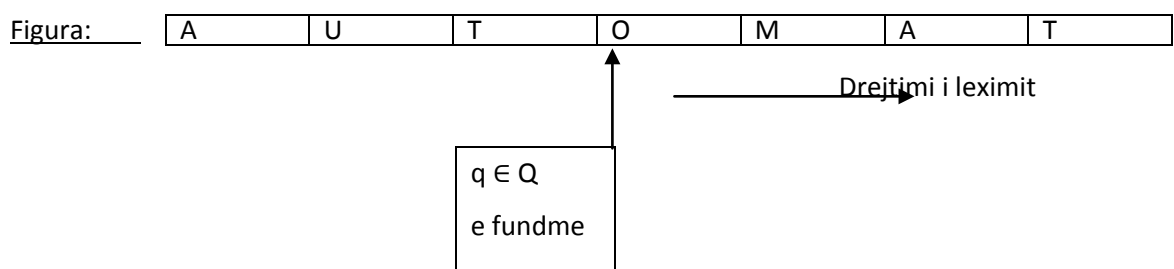 Figura: A U T O M A T
Drejtimi i leximit
q ∈ Q
e fundme